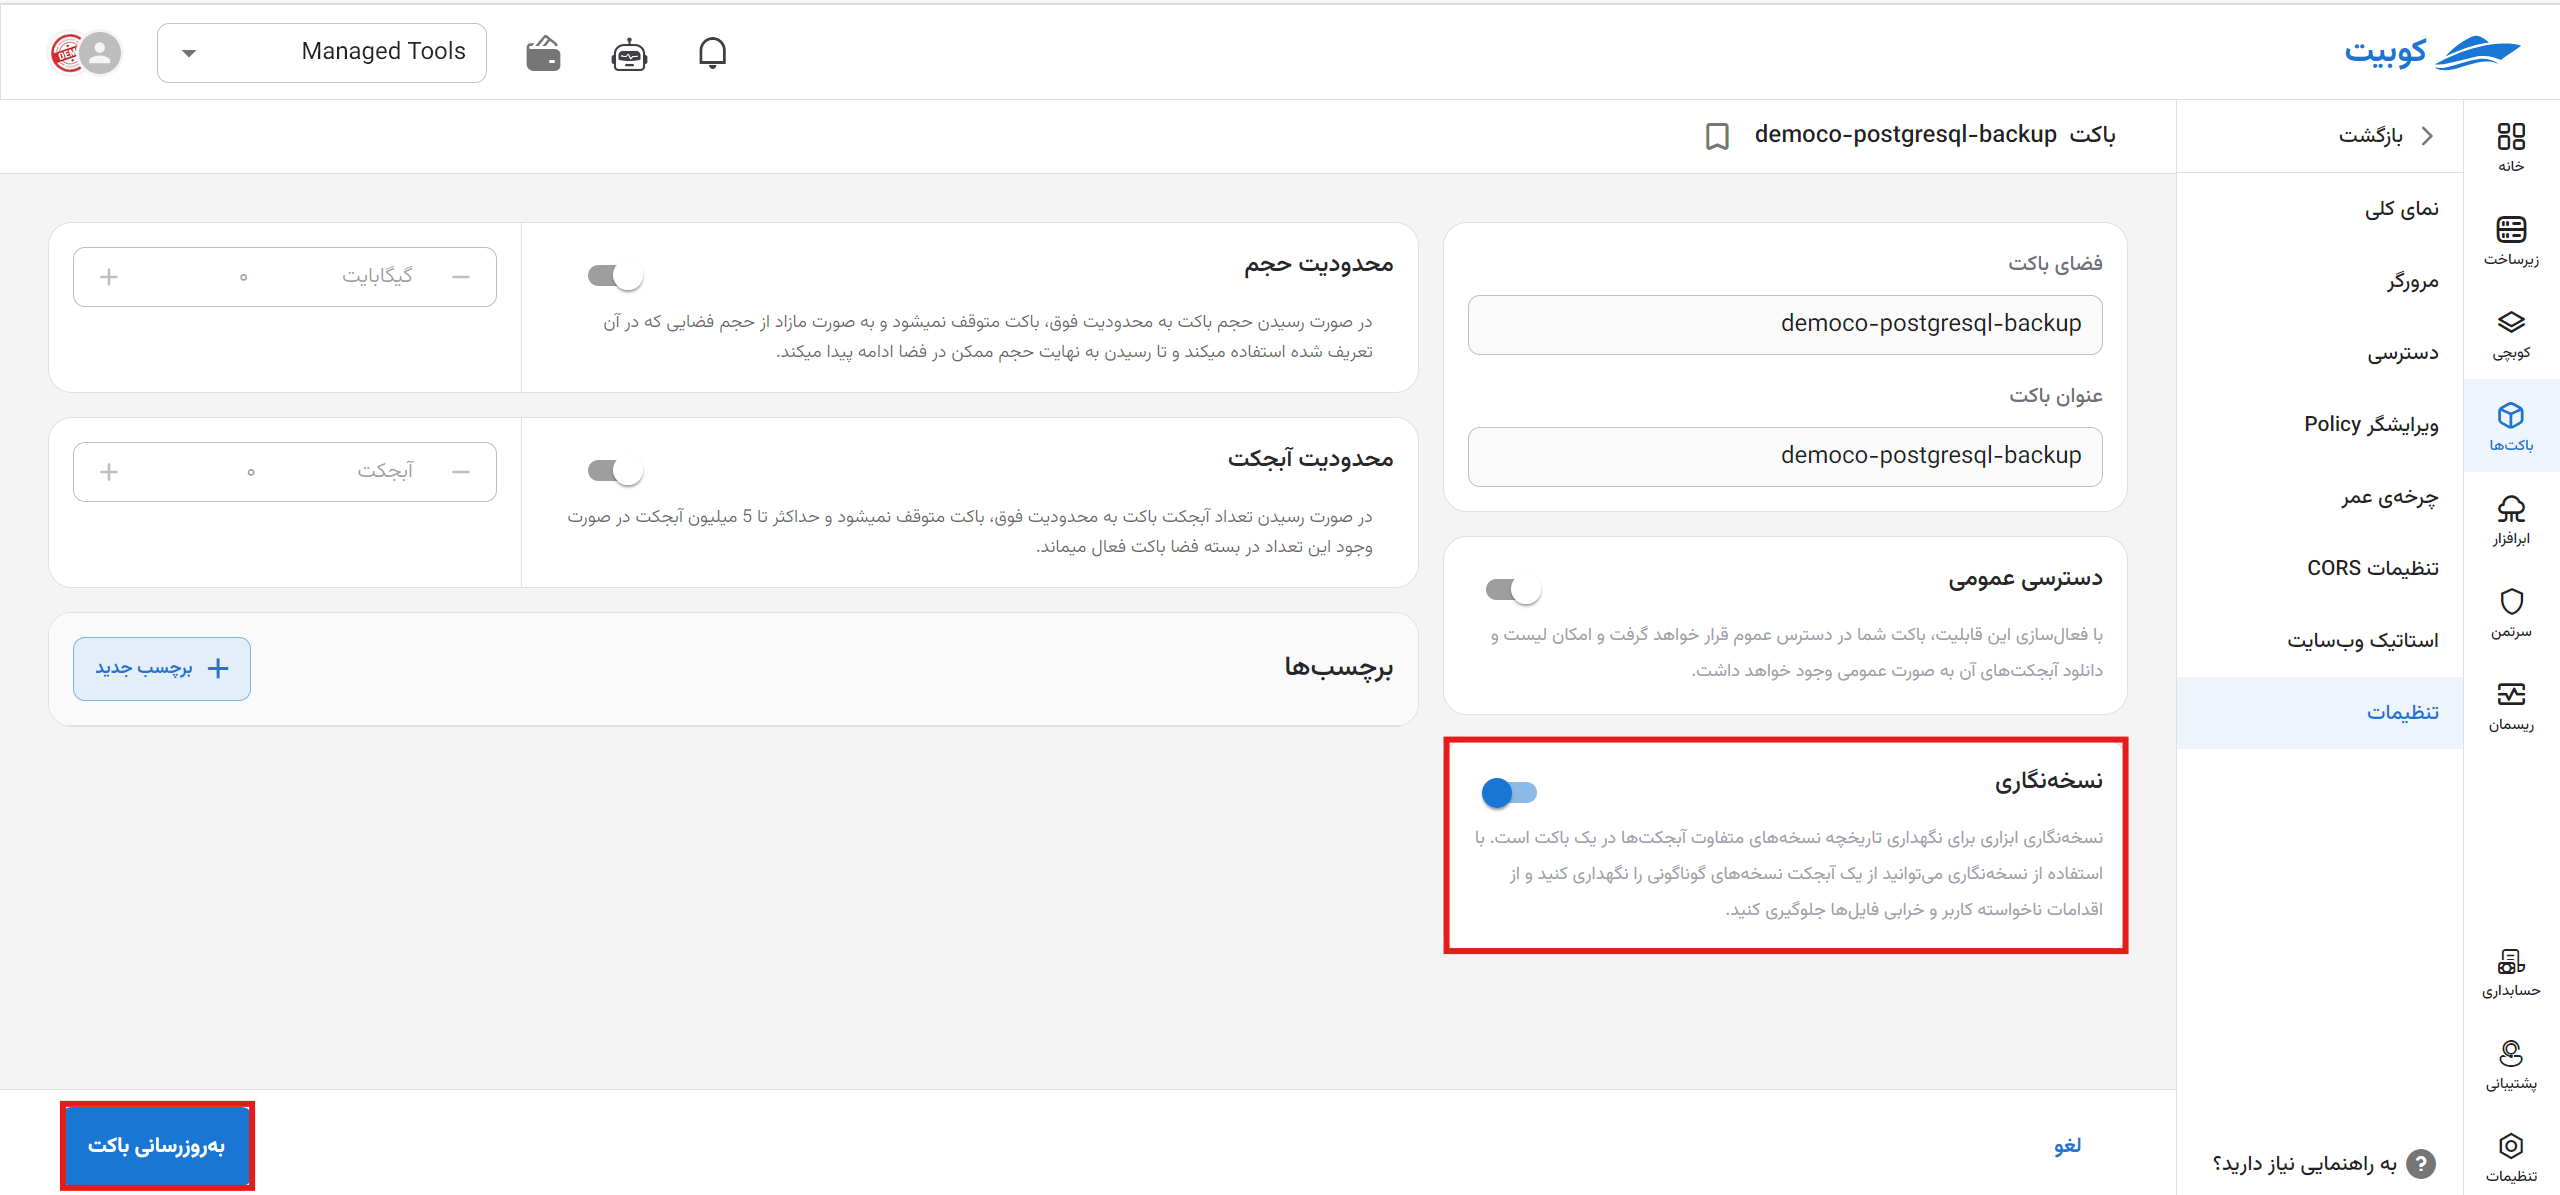 کوبیت
Managed Tools
DEM
خانه
زیرساخت
کوبچی
باکت‌ها
ابرافزار
سرتمن
ریسمان
حسابداری
پشتیبانی
تنظیمات
بازگشت
نمای کلی
مرورگر
دسترسی
ویرایشگر Policy
چرخه‌ی عمر
تنظیمات CORS
استاتیک وب‌سایت
تنظیمات
به راهنمایی نیاز دارید؟
باکت democo-postgresql-backup
فضای باکت
democo-postgresql-backup
عنوان باکت
democo-postgresql-backup
دسترسی عمومی
با فعال‌سازی این قابلیت، باکت شما در دسترس عموم قرار خواهد گرفت و امکان لیست و
دانلود آبجکت‌های آن به صورت عمومی وجود خواهد داشت.
نسخه‌نگاری
نسخه‌نگاری ابزاری برای نگهداری تاریخچه نسخه‌های متفاوت آبجکت‌ها در یک باکت است. با
استفاده از نسخه‌نگاری می‌توانید از یک آبجکت نسخه‌های گوناگونی را نگهداری کنید و از
اقدامات ناخواسته کاربر و خرابی فایل‌ها جلوگیری کنید.
محدودیت حجم
در صورت رسیدن حجم باکت به محدودیت فوق، باکت متوقف نمیشود و به صورت مازاد از حجم فضایی که در آن
تعریف شده استفاده میکند و تا رسیدن به نهایت حجم ممکن در فضا ادامه پیدا میکند.
گیگابایت ۰
محدودیت آبجکت
در صورت رسیدن تعداد آبجکت باکت به محدودیت فوق، باکت متوقف نمیشود و حداکثر تا 5 میلیون آبجکت در صورت
وجود این تعداد در بسته فضا باکت فعال میماند.
آبجکت ۰
برچسب‌ها
برچسب جدید
لغو
به‌روزرسانی باکت